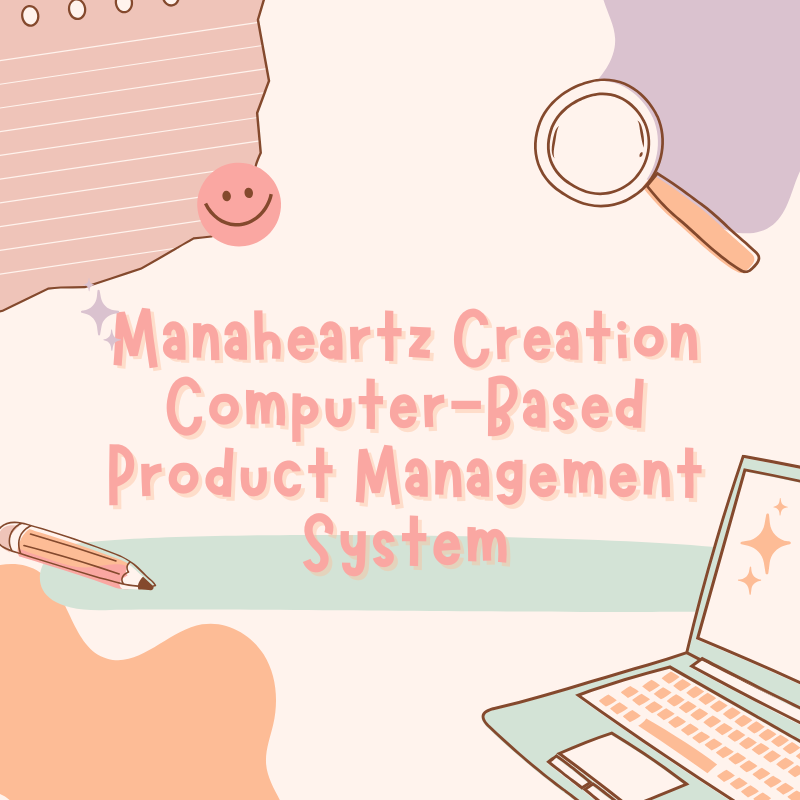 Manaheartz Creation
Computer-Based
Product Management
System